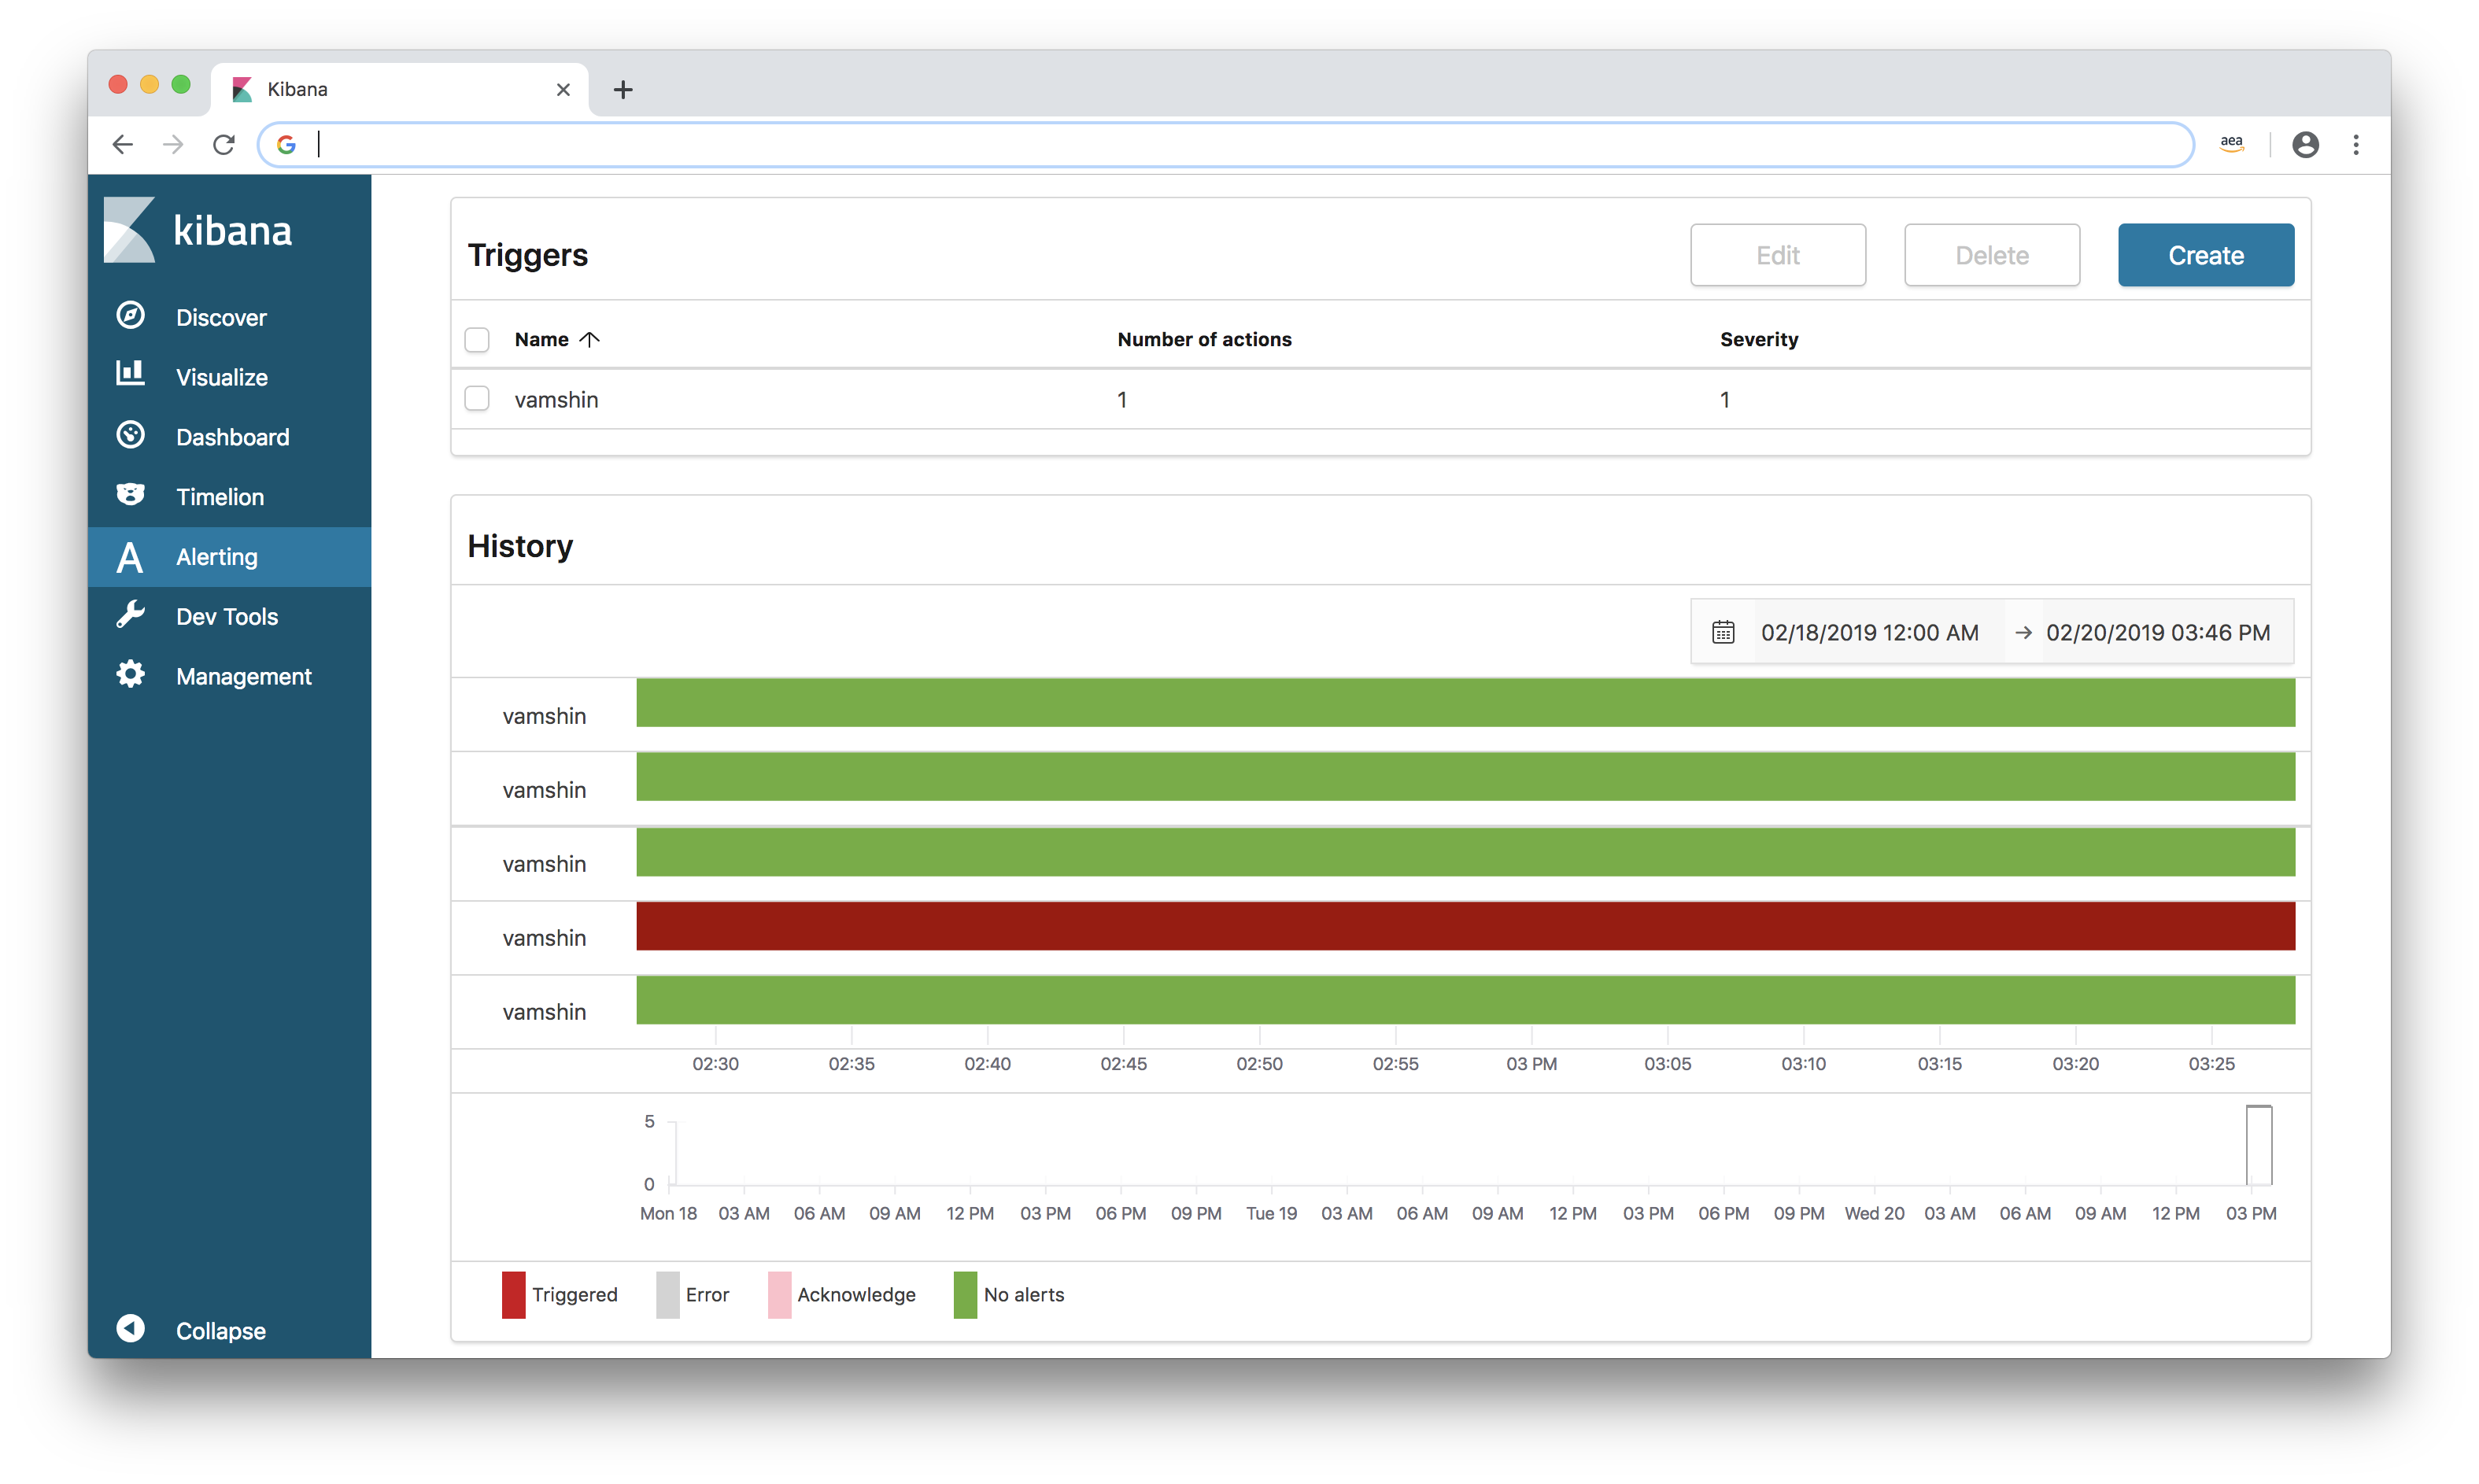 Kibana
aea
kibana
Discover
Visualize
Dashboard
Timelion
A Alerting
Dev Tools
Management
Collapse
Triggers
Edit Delete Create
Name Number of actions Severity
vamshin 1 1
History
02/18/2019 12:00 AM → 02/20/2019 03:46 PM
vamshin
vamshin
vamshin
vamshin
vamshin
02:30 02:35 02:40 02:45 02:50 02:55 03 PM 03:05 03:10 03:15 03:20 03:25
5
0
Mon 18 03 AM 06 AM 09 AM 12 PM 03 PM 06 PM 09 PM Tue 19 03 AM 06 AM 09 AM 12 PM 03 PM 06 PM 09 PM Wed 20 03 AM 06 AM 09 AM 12 PM 03 PM
Triggered Error Acknowledge No alerts